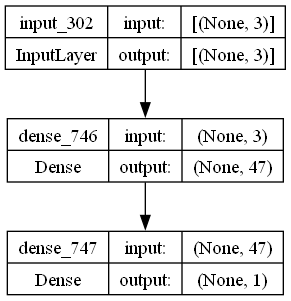 input_302 input: [(None, 3)]
InputLayer output: [(None, 3)]
dense_746 input: (None, 3)
Dense output: (None, 47)
dense_747 input: (None, 47)
Dense output: (None, 1)